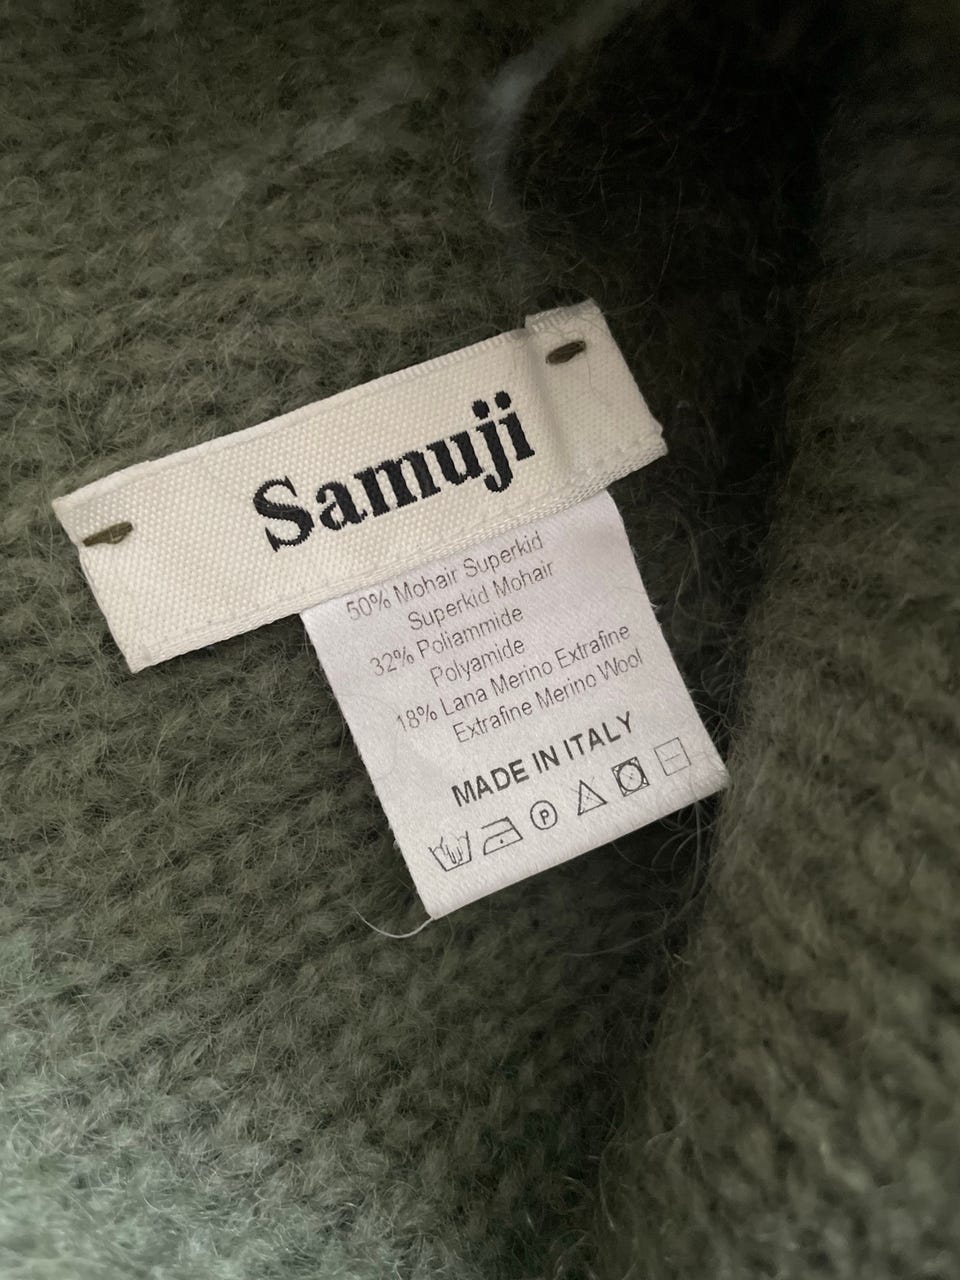 Samuji
50% Mohair Superkid
Superkid Mohair
32% Poliammide
Polyamide
18% Lana Merino Extrafine
Extrafine Merino Wool
MADE IN ITALY
P